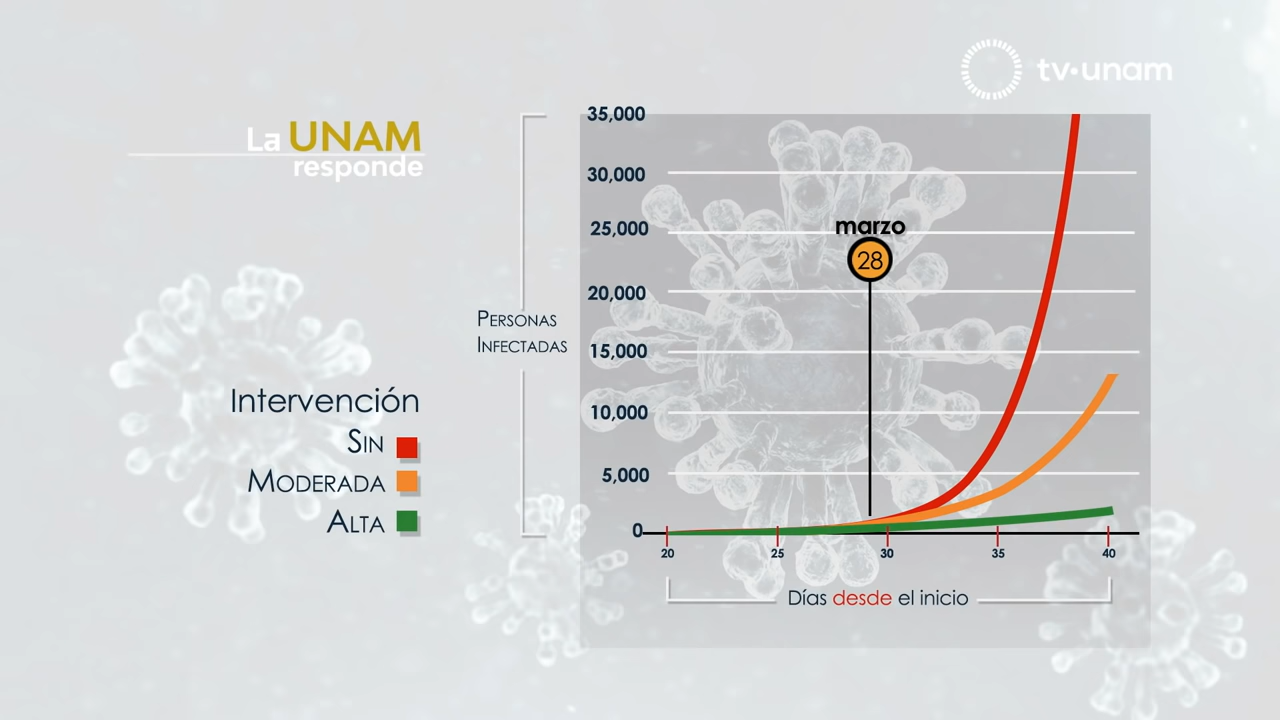 tv·unam
La UNAM
responde
35,000
30,000
25,000
20,000
15,000
10,000
5,000
0
marzo
28
Personas
Infectadas
Intervención
Sin
Moderada
Alta
20 25 30 35 40
Días desde el inicio